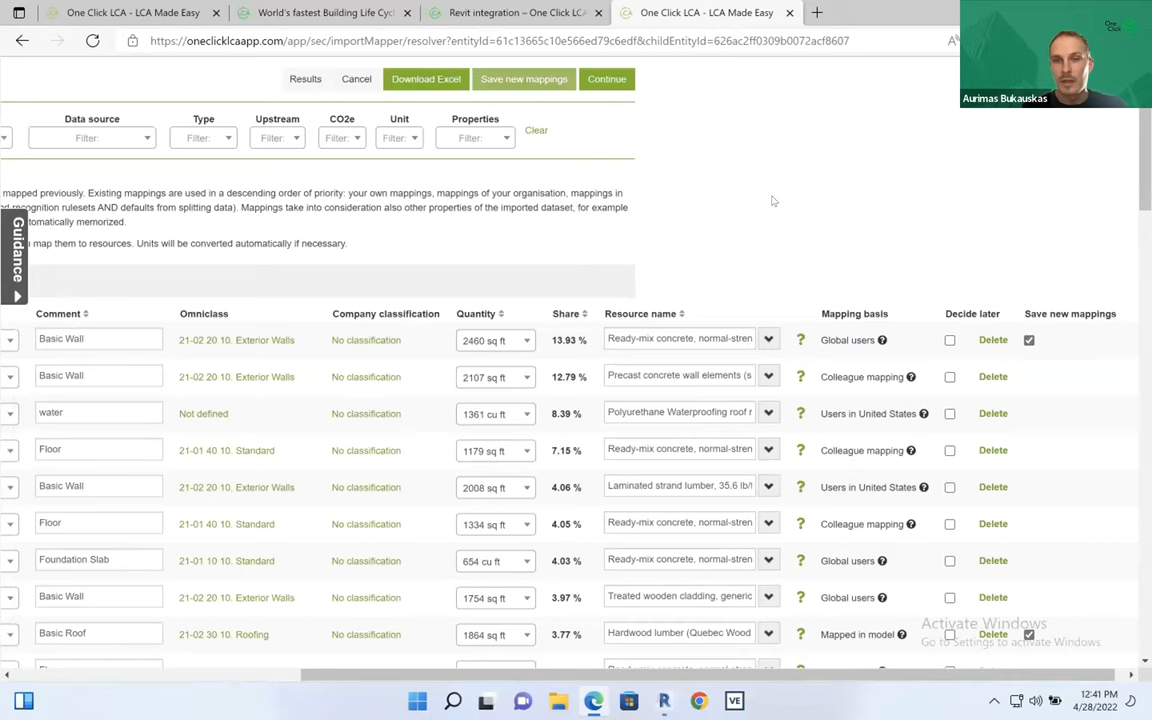 One Click LCA - LCA Made Easy
World's fastest Building Life Cycl
Revit integration – One Click LCA
One Click LCA - LCA Made Easy
https://oneclicklcaapp.com/app/sec/importMapper/resolver?entityId=61c13665c10e566ed79c6edf&childEntityId=626ac2ff0309b0072acf8607
One Click
Aurimas Bukauskas
Results Cancel Download Excel Save new mappings Continue
Data source Type Upstream CO2e Unit Properties
Filter: Filter: Filter: Filter: Filter: Filter: Clear
mapped previously. Existing mappings are used in a descending order of priority: your own mappings, mappings of your organisation, mappings in
d recognition rulesets AND defaults from splitting data). Mappings take into consideration also other properties of the imported dataset, for example
tomatically memorized.
map them to resources. Units will be converted automatically if necessary.
Guidance
Comment Omniclass Company classification Quantity Share Resource name Mapping basis Decide later Save new mappings
Basic Wall 21-02 20 10. Exterior Walls No classification 2460 sq ft 13.93 % Ready-mix concrete, normal-stren ? Global users ? Delete
Basic Wall 21-02 20 10. Exterior Walls No classification 2107 sq ft 12.79 % Precast concrete wall elements (s ? Colleague mapping ? Delete
water Not defined No classification 1361 cu ft 8.39 % Polyurethane Waterproofing roof r ? Users in United States ? Delete
Floor 21-01 40 10. Standard No classification 1179 sq ft 7.15 % Ready-mix concrete, normal-stren ? Colleague mapping ? Delete
Basic Wall 21-02 20 10. Exterior Walls No classification 2008 sq ft 4.06 % Laminated strand lumber, 35.6 lb/f ? Users in United States ? Delete
Floor 21-01 40 10. Standard No classification 1334 sq ft 4.05 % Ready-mix concrete, normal-stren ? Colleague mapping ? Delete
Foundation Slab 21-01 10 10. Standard No classification 654 cu ft 4.03 % Ready-mix concrete, normal-stren ? Global users ? Delete
Basic Wall 21-02 20 10. Exterior Walls No classification 1754 sq ft 3.97 % Treated wooden cladding, generic ? Global users ? Delete
Basic Roof 21-02 30 10. Roofing No classification 1864 sq ft 3.77 % Hardwood lumber (Quebec Wood ? Mapped in model ? Delete
Activate Windows
Go to Settings to activate Windows.
VE
12:41 PM
4/28/2022